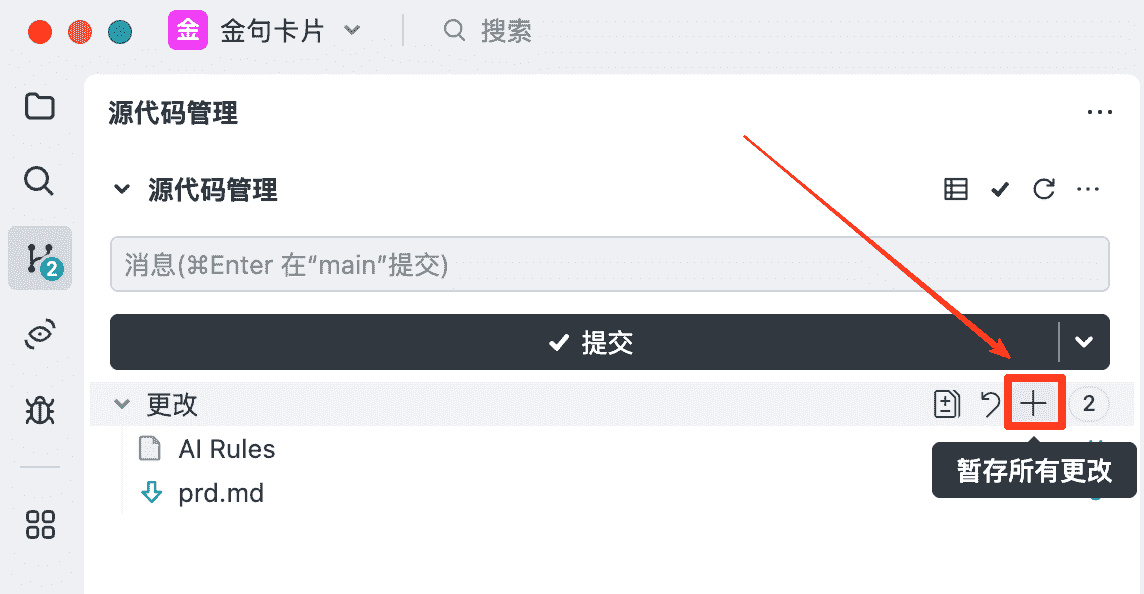 金 金句卡片 搜索
源代码管理
源代码管理
消息(⌘Enter 在“main”提交)
提交
更改 2
AI Rules
暂存所有更改
prd.md
2